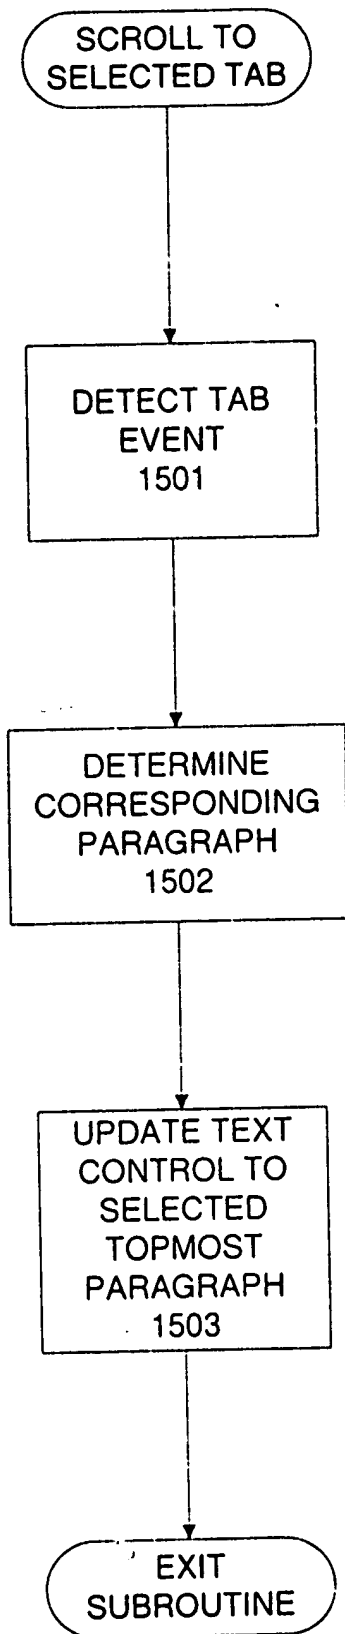 SCROLL TO
SELECTED TAB
DETECT TAB
EVENT
1501
DETERMINE
CORRESPONDING
PARAGRAPH
1502
UPDATE TEXT
CONTROL TO
SELECTED
TOPMOST
PARAGRAPH
1503
EXIT
SUBROUTINE